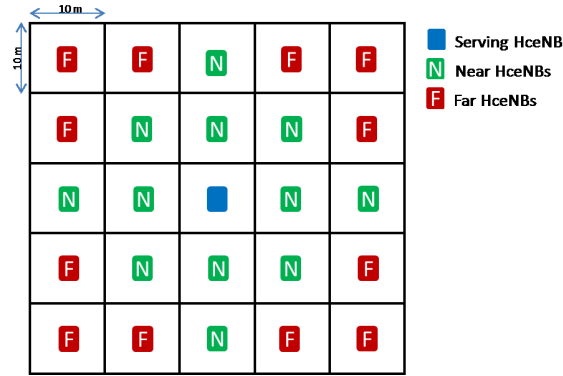 10 m
10 m
F F N F F
F N N N F
N N N N
F N N N F
F F N F F
Serving HceNB
N Near HceNBs
F Far HceNBs